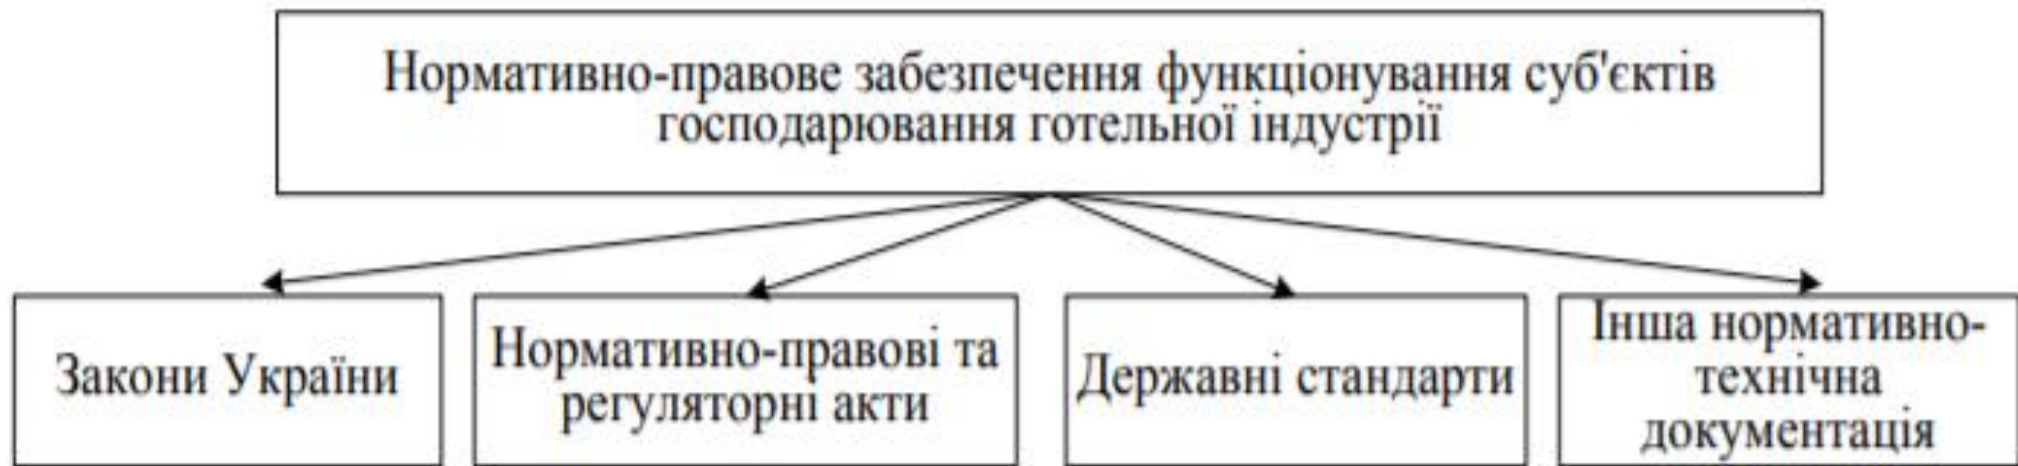 Нормативно-правове забезпечення функціонування суб'єктів
господарювання готельної індустрії
Закони України
Нормативно-правові та
регуляторні акти
Державні стандарти
Інша нормативно-
технічна
документація